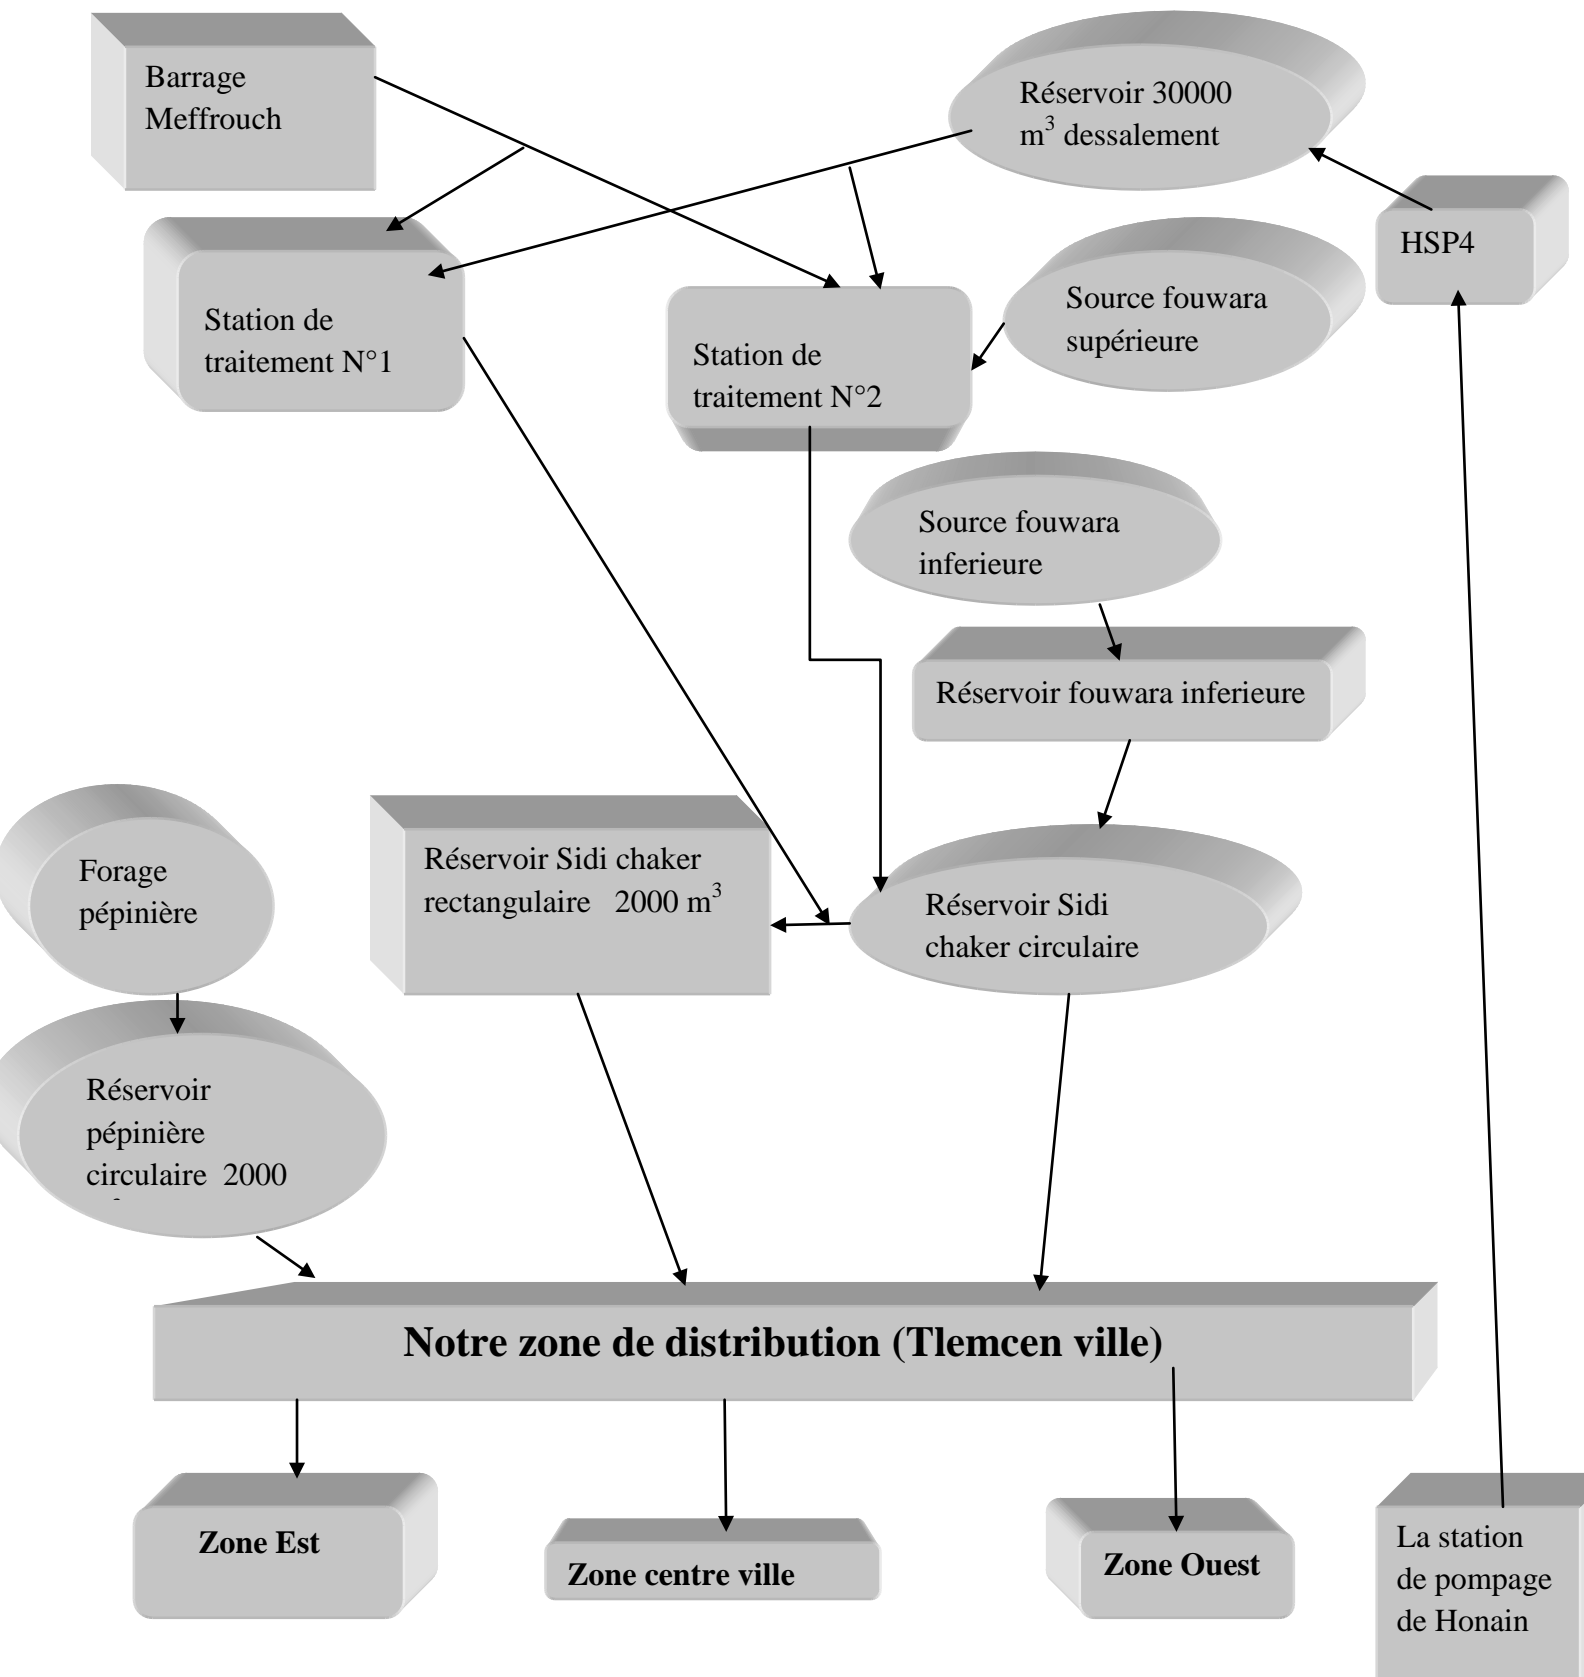 Barrage
Meffrouch
Réservoir 30000
m³ dessalement
HSP4
Station de
traitement N°1
Source fouwara
supérieure
Station de
traitement N°2
Source fouwara
inferieure
Réservoir fouwara inferieure
Forage
pépinière
Réservoir Sidi chaker
rectangulaire 2000 m³
Réservoir Sidi
chaker circulaire
Réservoir
pépinière
circulaire 2000
Notre zone de distribution (Tlemcen ville)
Zone Est
Zone centre ville
Zone Ouest
La station
de pompage
de Honain